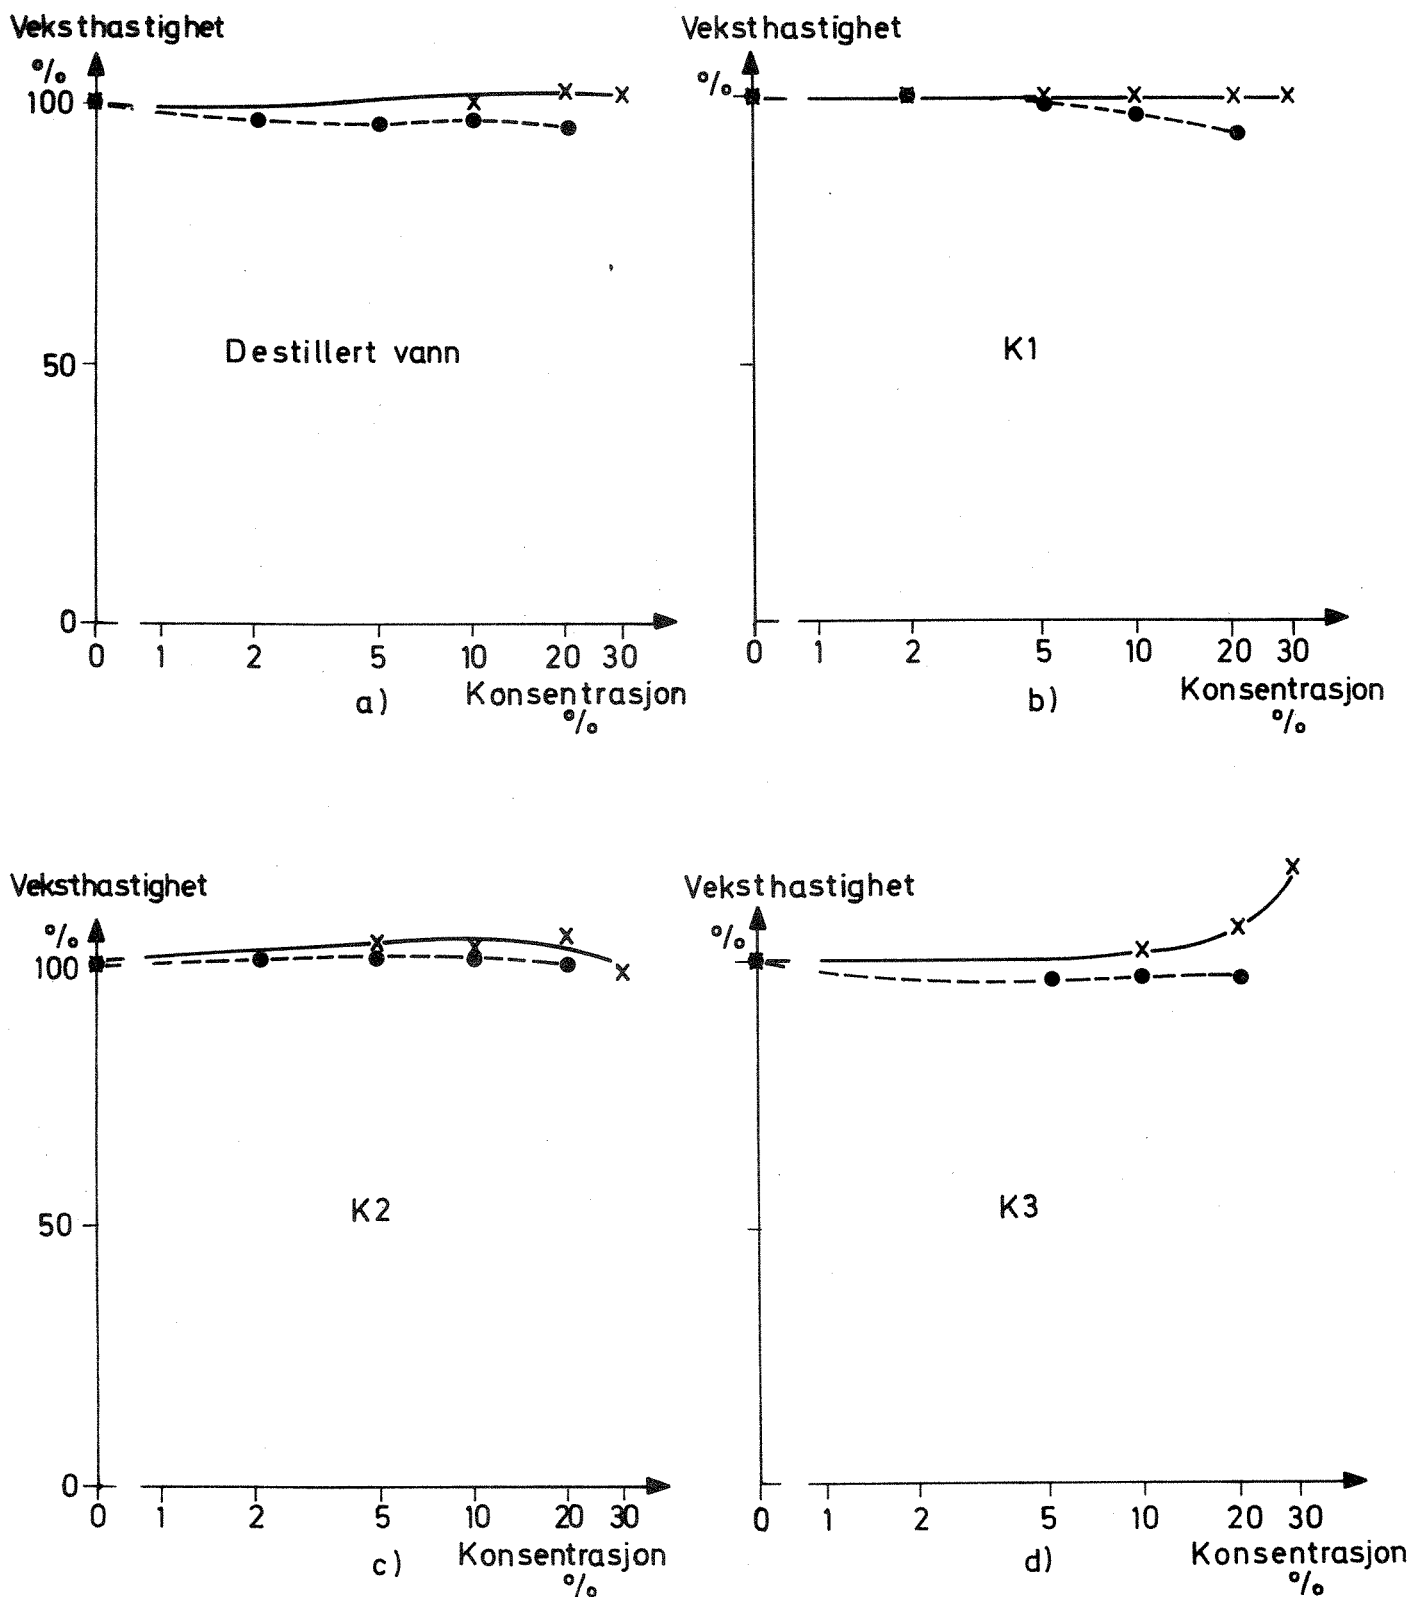 Veksthastighet
%
100
50
0
Destillert vann
0 1 2 5 10 20 30
a) Konsentrasjon
%
Veksthastighet
%
K1
0 1 2 5 10 20 30
b) Konsentrasjon
%
Veksthastighet
%
100
50
0
K2
0 1 2 5 10 20 30
c) Konsentrasjon
%
Veksthastighet
%
K3
0 1 2 5 10 20 30
d) Konsentrasjon
%